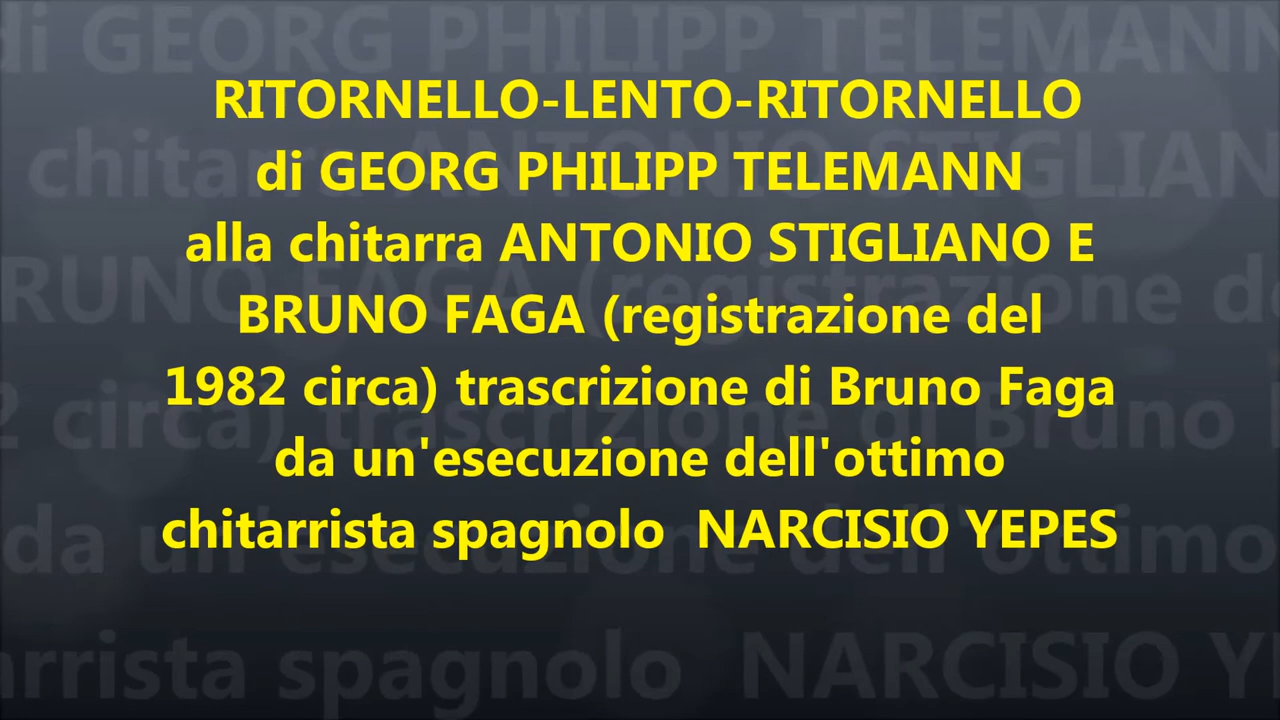 RITORNELLO-LENTO-RITORNELLO
di GEORG PHILIPP TELEMANN
alla chitarra ANTONIO STIGLIANO E
BRUNO FAGA (registrazione del
1982 circa) trascrizione di Bruno Faga
da un'esecuzione dell'ottimo
chitarrista spagnolo  NARCISIO YEPES